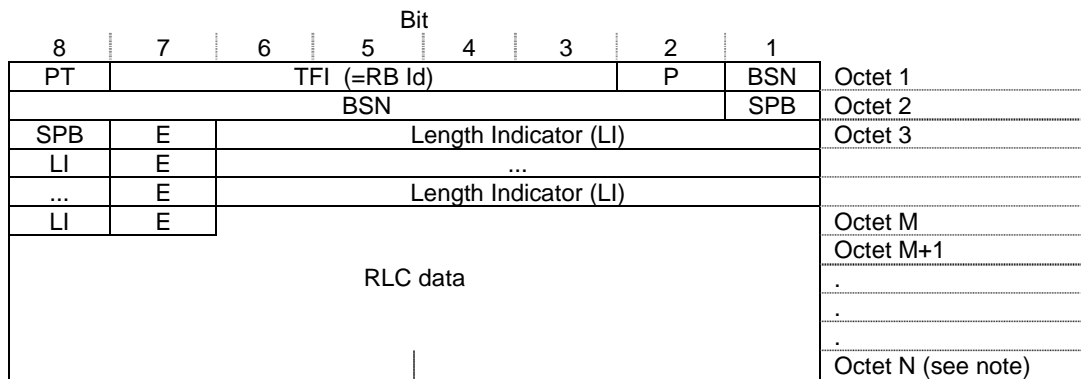 Bit
8 7 6 5 4 3 2 1
PT TFI (=RB Id) P BSN Octet 1
BSN SPB Octet 2
SPB E Length Indicator (LI) Octet 3
LI E ...
... E Length Indicator (LI)
LI E Octet M
Octet M+1
RLC data .
.
.
Octet N (see note)